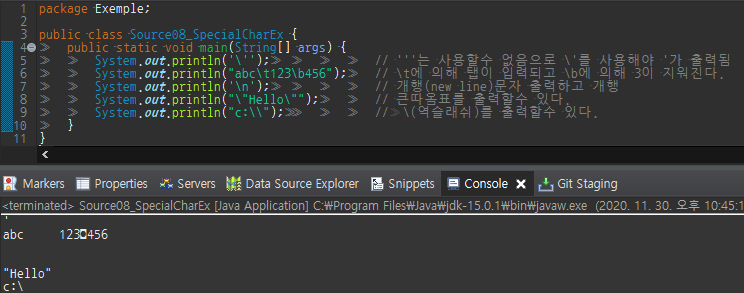 1 package Exemple;
2
3 public class Source08_SpecialCharEx {
4 public static void main(String[] args) {
5 System.out.println('\''); // '''는 사용할수 없음으로 \'를 사용해야 '가 출력됨
6 System.out.println("abc\t123\b456"); // \t에 의해 탭이 입력되고 \b에 의해 3이 지워진다.
7 System.out.println('\n'); // 개행(new line)문자 출력하고 개행
8 System.out.println("\"Hello\""); // 큰따옴표를 출력할수 있다.
9 System.out.println("c:\\"); // \(역슬래쉬)를 출력할수 있다.
10 }
11 }
Markers Properties Servers Data Source Explorer Snippets Console Git Staging
<terminated> Source08_SpecialCharEx [Java Application] C:₩Program Files₩Java₩jdk-15.0.1₩bin₩javaw.exe (2020. 11. 30. 오후 10:45:1
'
abc 123◘456
"Hello"
c:\